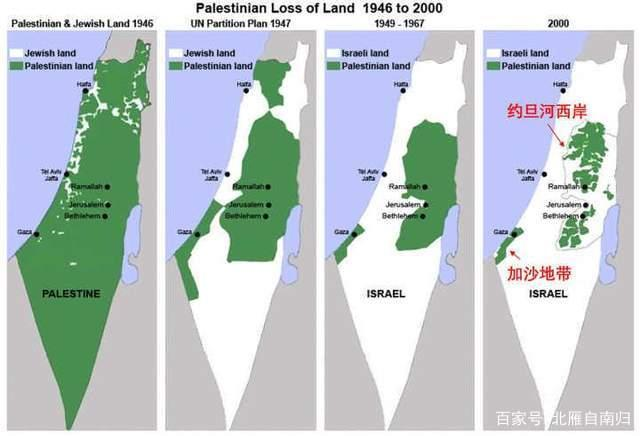 Palestinian Loss of Land 1946 to 2000
Palestinian & Jewish Land 1946
Jewish land
Palestinian land
Haifa
Tel Aviv
Jaffa
Ramallah
Jerusalem
Bethlehem
Gaza
PALESTINE
UN Partition Plan 1947
Jewish land
Palestinian land
Haifa
Tel Aviv
Jaffa
Ramallah
Jerusalem
Bethlehem
Gaza
1949 - 1967
Israeli land
Palestinian land
Haifa
Tel Aviv
Jaffa
Ramallah
Jerusalem
Bethlehem
Gaza
ISRAEL
2000
Israeli land
Palestinian land
Haifa
约旦河西岸
Tel Aviv
Jaffa
Ramallah
Jerusalem
Bethlehem
Gaza
加沙地带
ISRAEL
百家号/北雁自南归